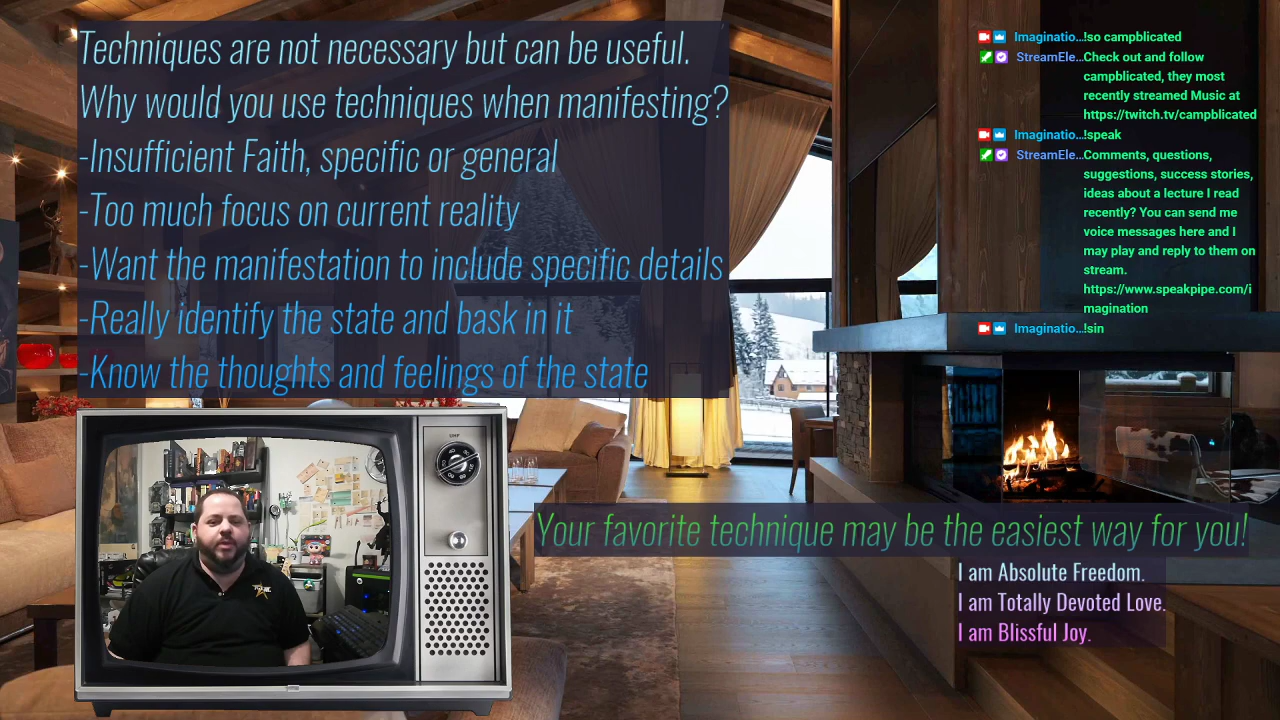 Techniques are not necessary but can be useful.
Why would you use techniques when manifesting?
-Insufficient Faith, specific or general
-Too much focus on current reality
-Want the manifestation to include specific details
-Really identify the state and bask in it
-Know the thoughts and feelings of the state
Imaginatio...!so campblicated
StreamEle...Check out and follow
campblicated, they most
recently streamed Music at
https://twitch.tv/campblicated
Imaginatio...!speak
StreamEle...Comments, questions,
suggestions, success stories,
ideas about a lecture I read
recently? You can send me
voice messages here and I
may play and reply to them on
stream.
https://www.speakpipe.com/i
magination
Imaginatio...!sin
Your favorite technique may be the easiest way for you!
I am Absolute Freedom.
I am Totally Devoted Love.
I am Blissful Joy.